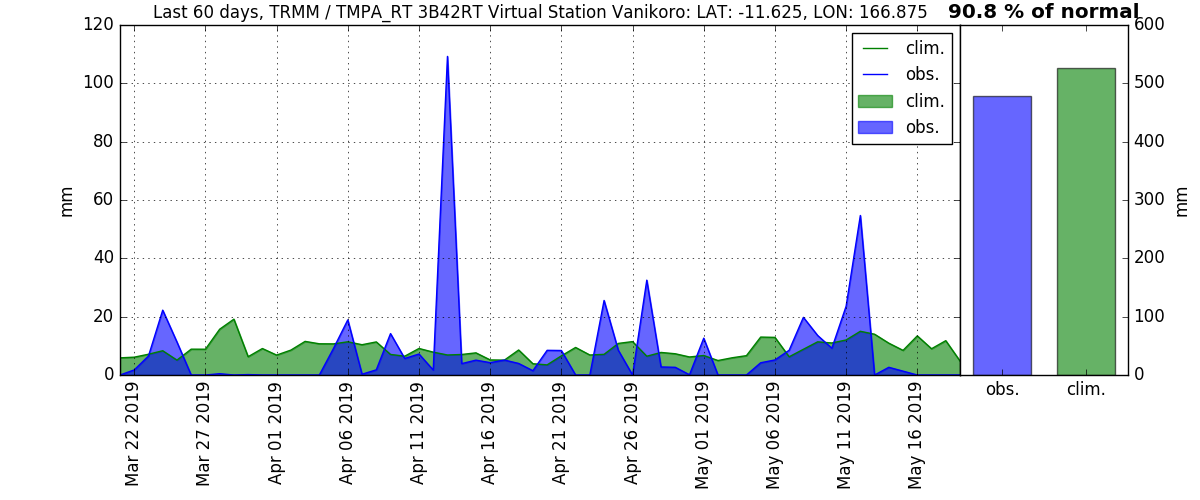 Last 60 days, TRMM / TMPA_RT 3B42RT Virtual Station Vanikoro: LAT: -11.625, LON: 166.875
90.8 % of normal
120
100
80
60
40
20
0
mm
clim.
obs.
clim.
obs.
Mar 22 2019
Mar 27 2019
Apr 01 2019
Apr 06 2019
Apr 11 2019
Apr 16 2019
Apr 21 2019
Apr 26 2019
May 01 2019
May 06 2019
May 11 2019
May 16 2019
600
500
400
300
200
100
0
mm
obs.
clim.